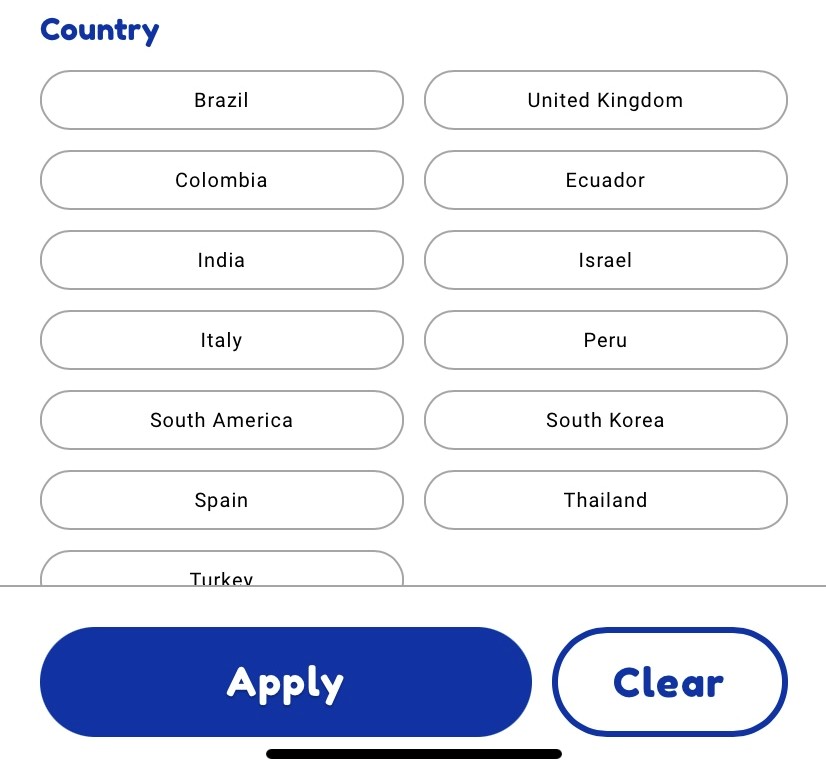 Country
Brazil
United Kingdom
Colombia
Ecuador
India
Israel
Italy
Peru
South America
South Korea
Spain
Thailand
Turkey
Apply
Clear